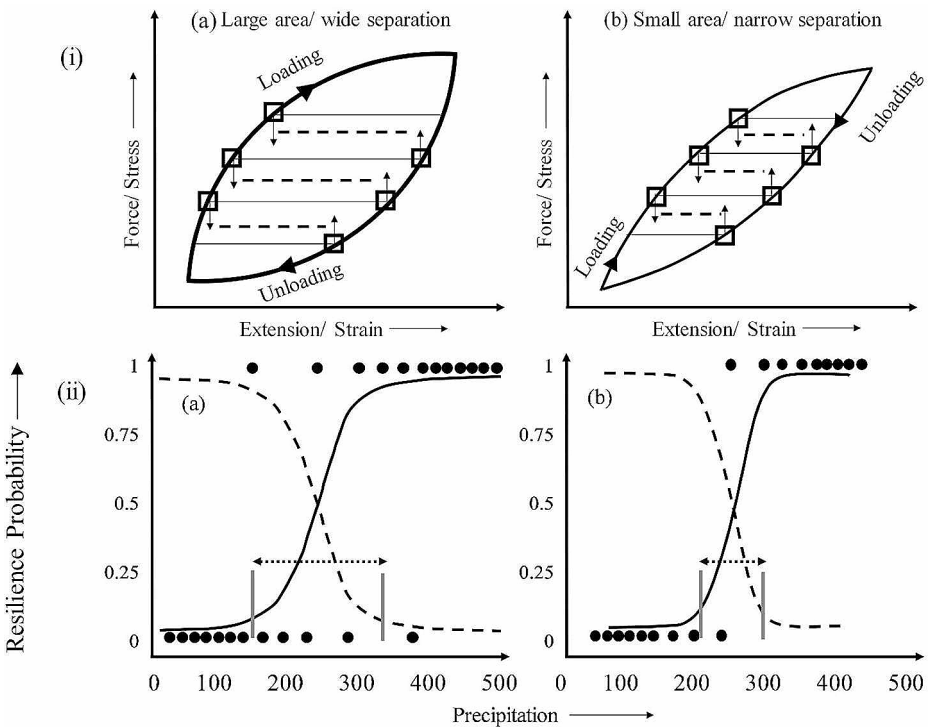 (a) Large area/ wide separation
(b) Small area/ narrow separation
(i)
Loading
Unloading
Force/ Stress
Extension/ Strain
Loading
Unloading
Force/ Stress
Extension/ Strain
(ii)
(a)
(b)
Resilience Probability
1
0.75
0.5
0.25
0
0 100 200 300 400 500
1
0.75
0.5
0.25
0
0 100 200 300 400 500
Precipitation